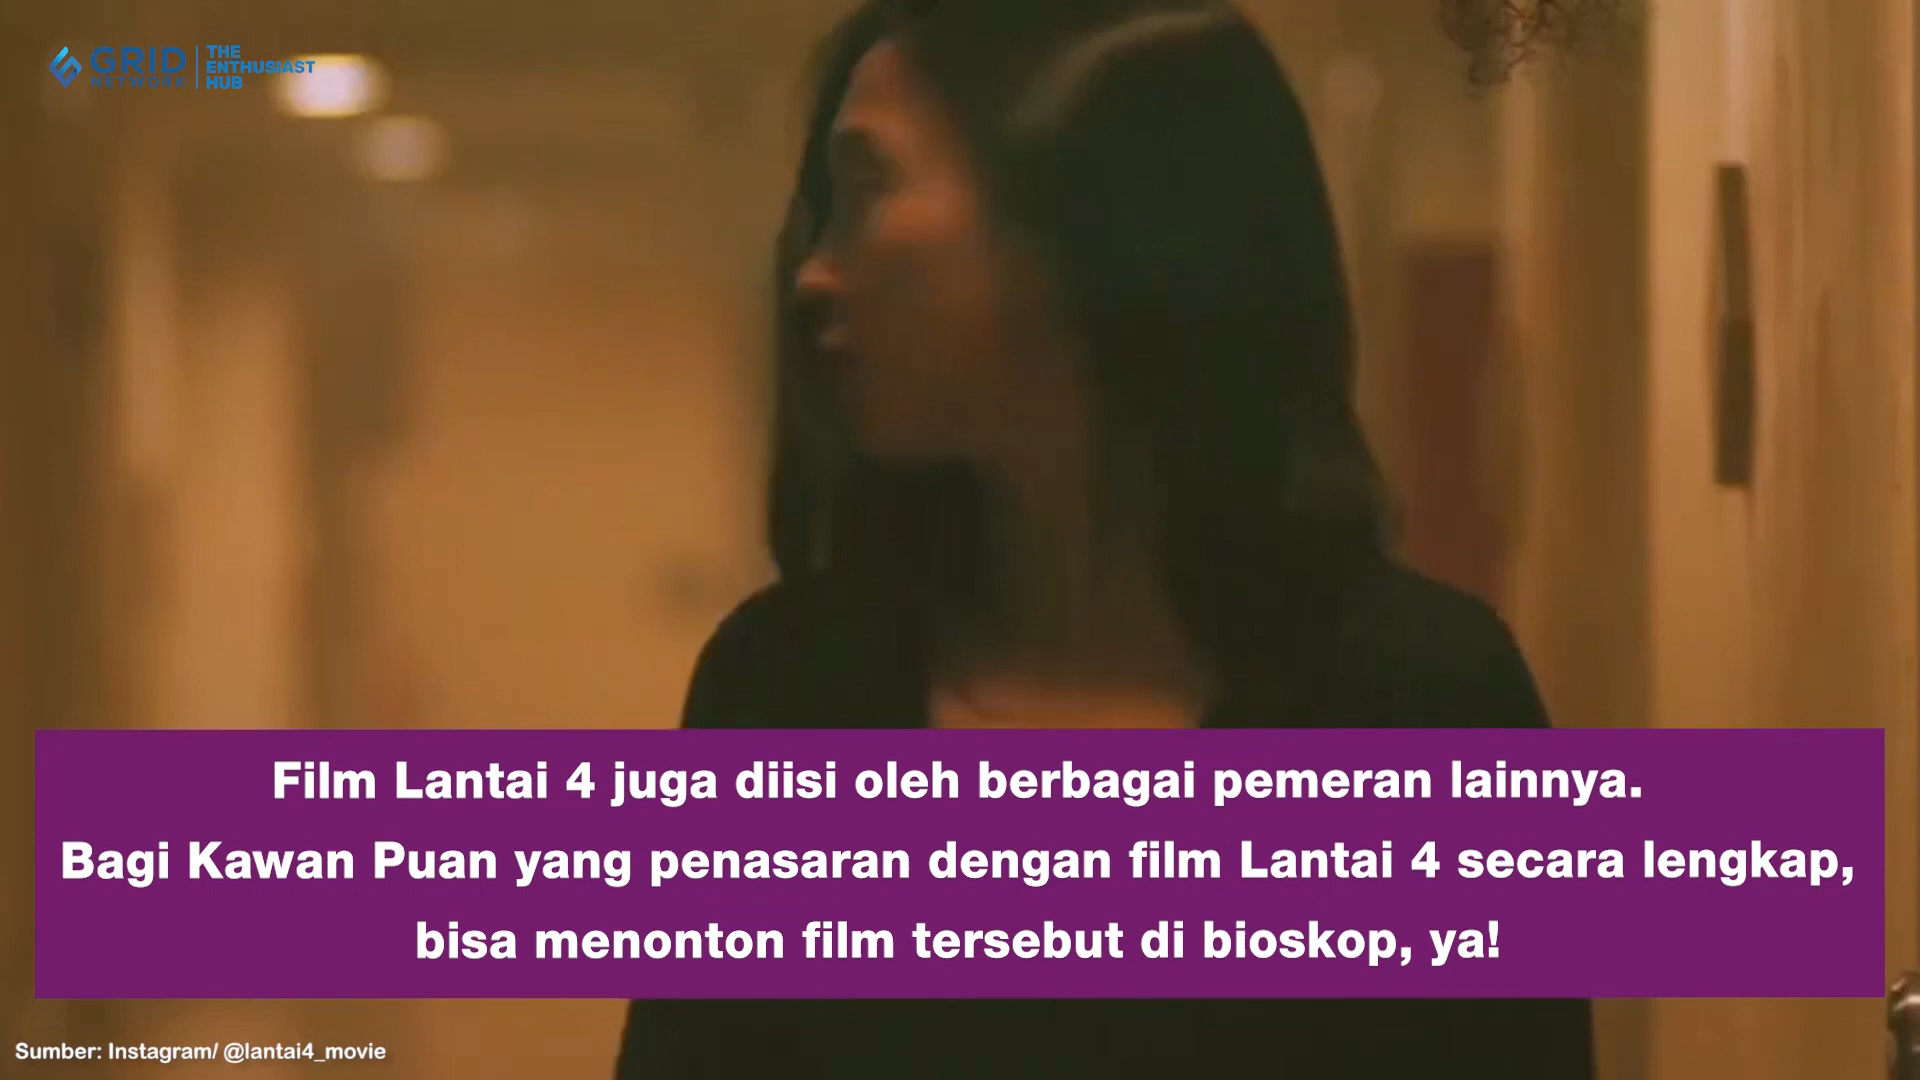 GRID
NETWORK
THE
ENTHUSIAST
HUB
Film Lantai 4 juga diisi oleh berbagai pemeran lainnya.
Bagi Kawan Puan yang penasaran dengan film Lantai 4 secara lengkap,
bisa menonton film tersebut di bioskop, ya!
Sumber: Instagram/ @lantai4_movie